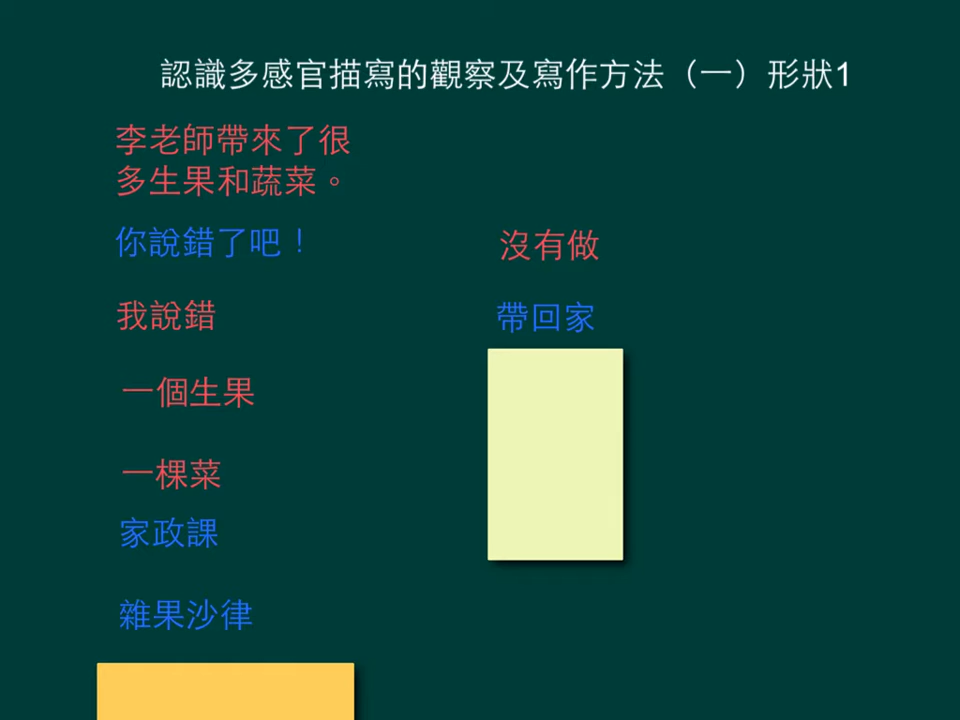 認識多感官描寫的觀察及寫作方法（一）形狀1
李老師帶來了很
多生果和蔬菜。
你說錯了吧！
我說錯
一個生果
一棵菜
家政課
雜果沙律
沒有做
帶回家